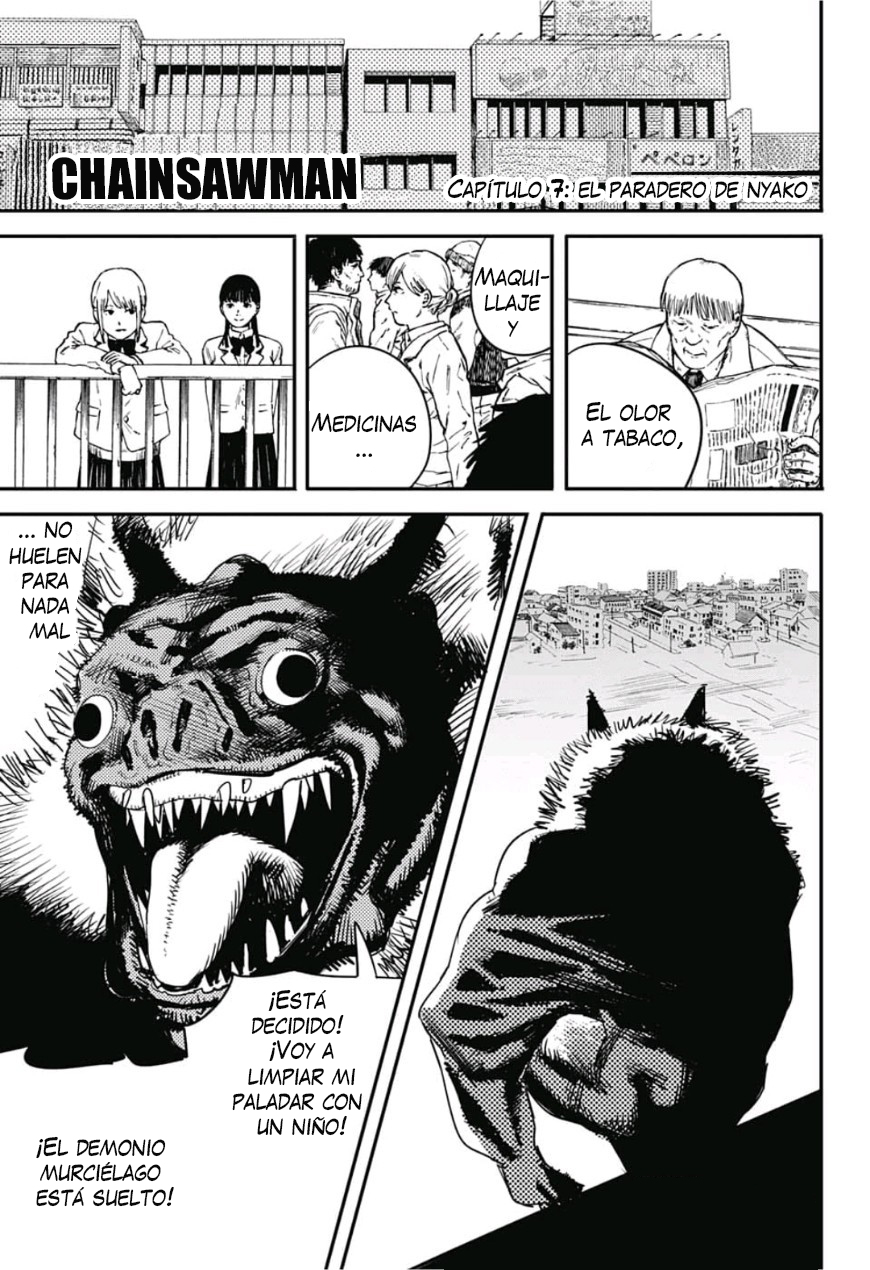 CHAINSAWMAN
CAPÍTULO 7: EL PARADERO DE NYAKO
ペペロン
EL OLOR
A TABACO,
MAQUI-
LLAJE
Y
MEDICINAS
...
... NO
HUELEN
PARA
NADA
MAL
¡ESTÁ
DECIDIDO!
¡VOY A
LIMPIAR MI
PALADAR CON
UN NIÑO!
¡EL DEMONIO
MURCIÉLAGO
ESTÁ SUELTO!